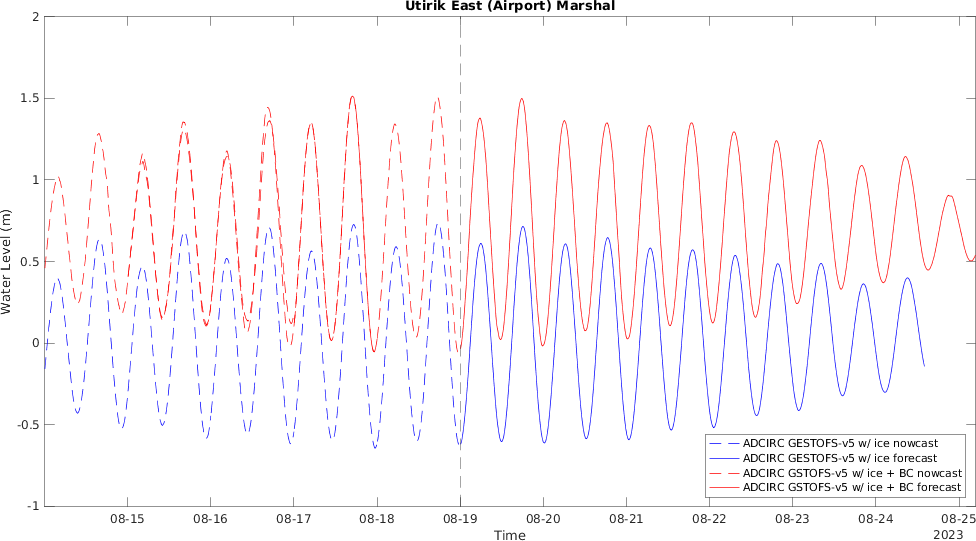 Utirik East (Airport) Marshal
2
1.5
1
0.5
0
-0.5
-1
Water Level (m)
ADCIRC GESTOFS-v5 w/ ice nowcast
ADCIRC GESTOFS-v5 w/ ice forecast
ADCIRC GSTOFS-v5 w/ ice + BC nowcast
ADCIRC GSTOFS-v5 w/ ice + BC forecast
08-15 08-16 08-17 08-18 08-19 08-20 08-21 08-22 08-23 08-24 08-25
Time 2023